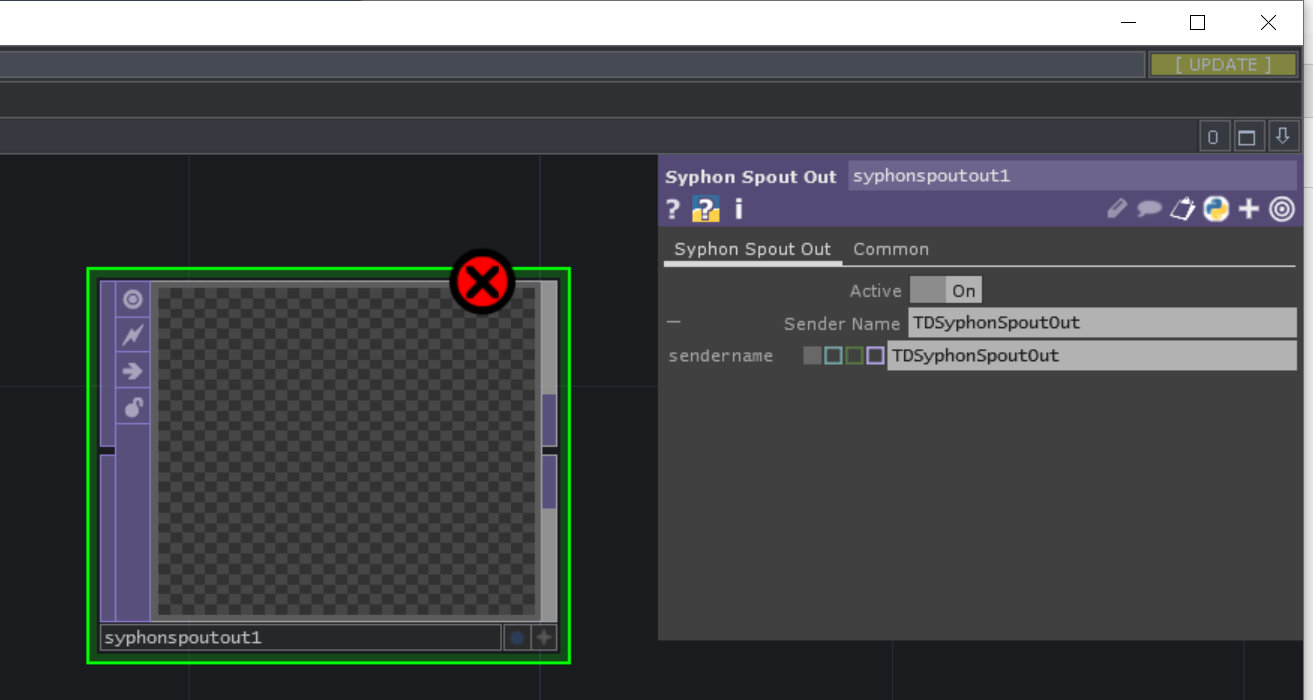 [ UPDATE ]
0
Syphon Spout Out syphonspoutout1
? ? i
Syphon Spout Out Common
Active On
Sender Name TDSyphonSpoutOut
sendername TDSyphonSpoutOut
syphonspoutout1